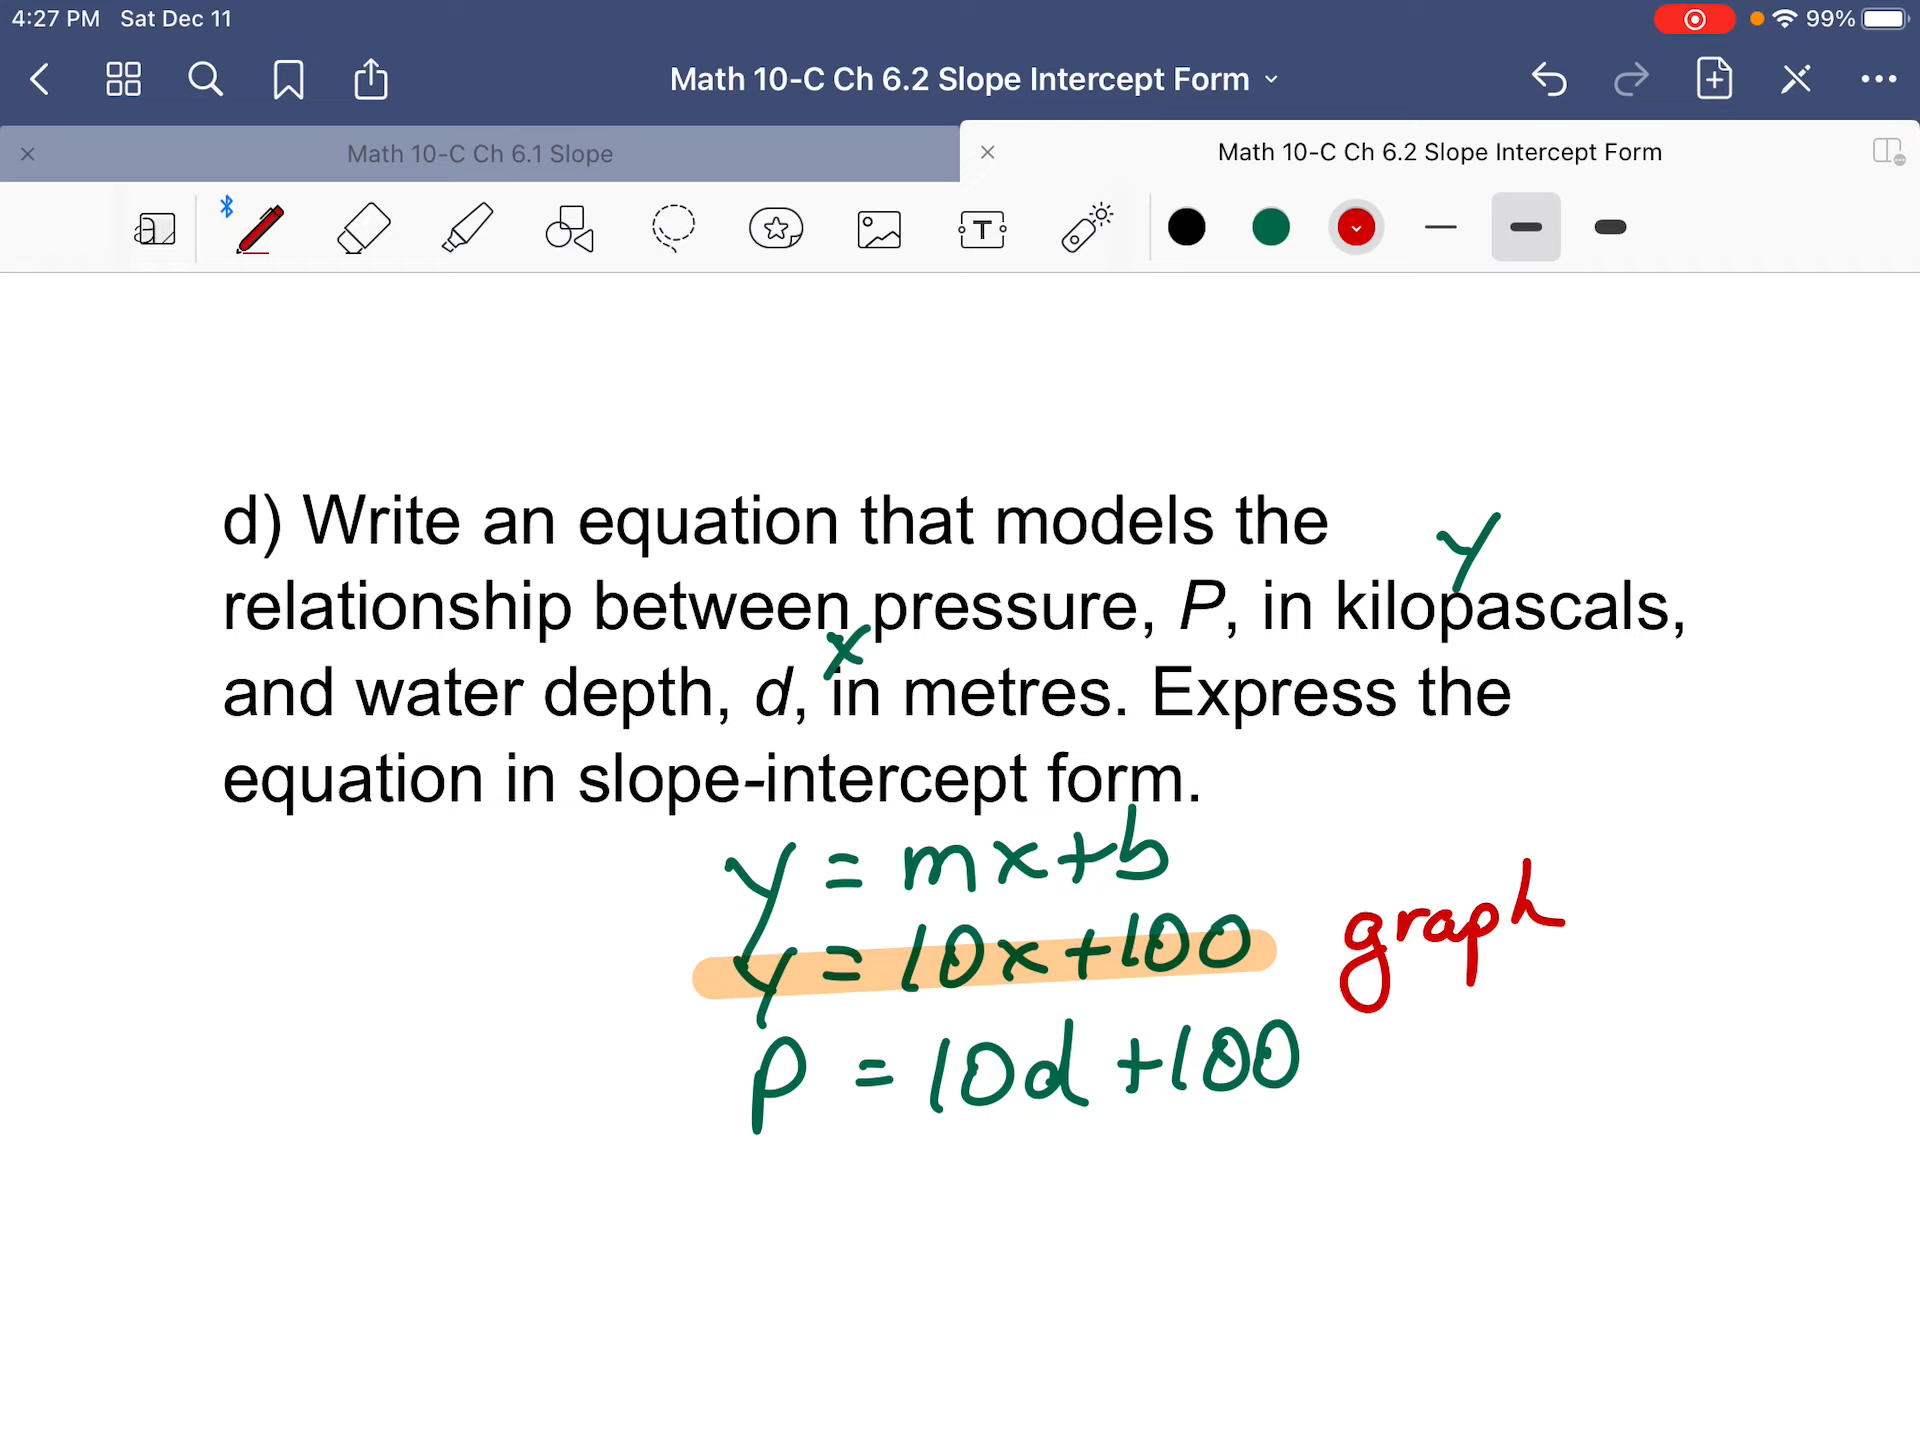 4:27 PM Sat Dec 11
99%
Math 10-C Ch 6.2 Slope Intercept Form
Math 10-C Ch 6.1 Slope
Math 10-C Ch 6.2 Slope Intercept Form
d) Write an equation that models the
y
relationship between pressure, P, in kilopascals,
x
and water depth, d, in metres. Express the
equation in slope-intercept form.
y = mx+b
y = 10x+100 graph
P = 10d +100